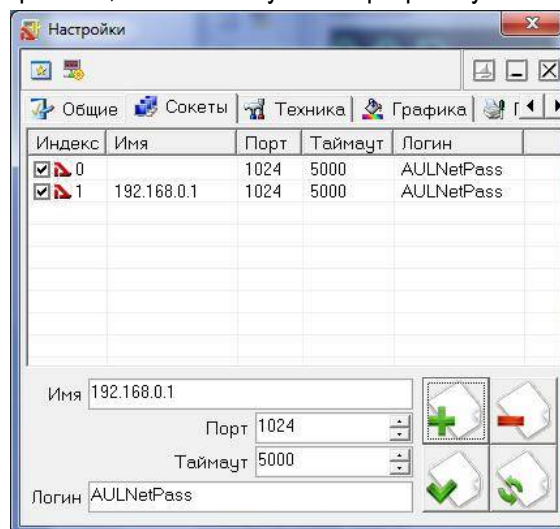 Настройки
Общие Сокеты Техника Графика
Индекс Имя Порт Таймаут Логин
0 1024 5000 AULNetPass
1 192.168.0.1 1024 5000 AULNetPass
Имя 192.168.0.1
Порт 1024
Таймаут 5000
Логин AULNetPass